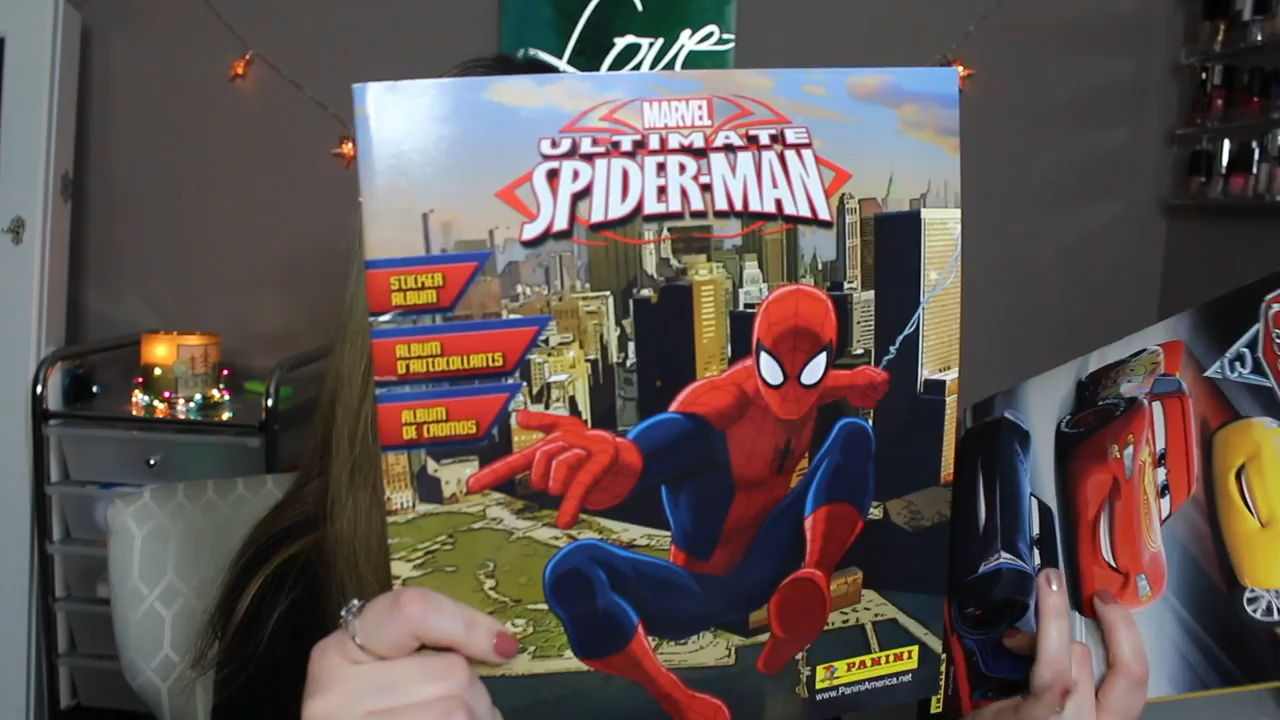 Love
MARVEL
ULTIMATE
SPIDER-MAN
STICKER
ALBUM
ALBUM
D'AUTOCOLLANTS
ALBUM
DE CROMOS
PANINI
www.PaniniAmerica.net